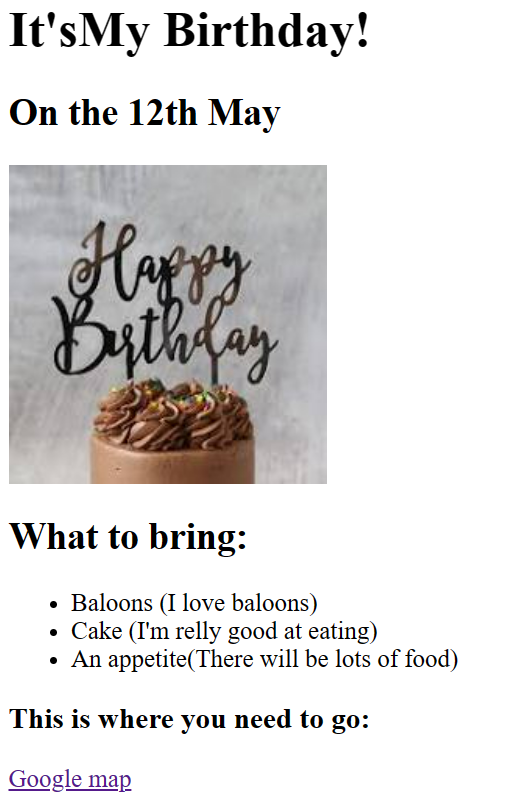 It'sMy Birthday!
On the 12th May
Happy
Birthday
What to bring:
Baloons (I love baloons)
Cake (I'm relly good at eating)
An appetite(There will be lots of food)
This is where you need to go:
Google map